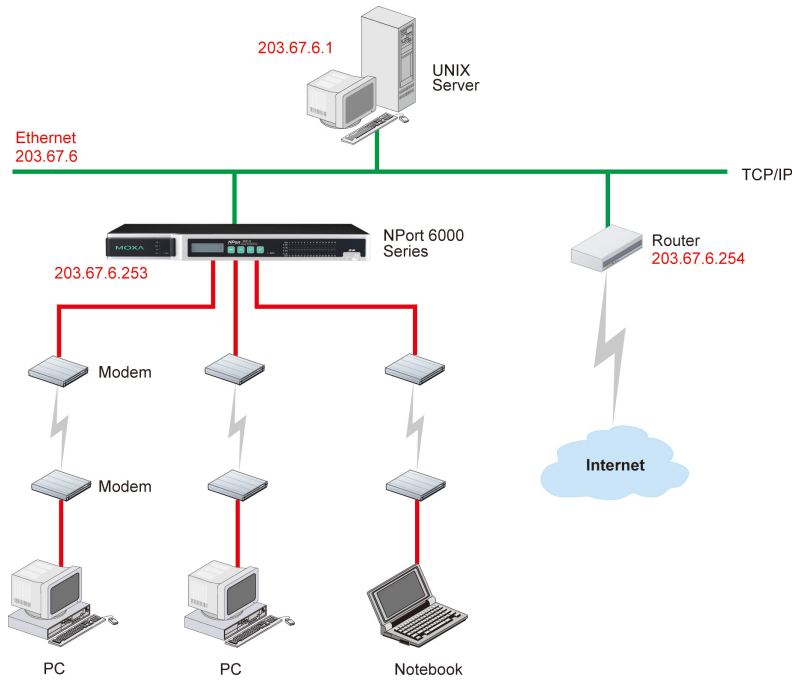 203.67.6.1
UNIX
Server
Ethernet
203.67.6
TCP/IP
MOXA
NPort
NPort 6000
Series
203.67.6.253
Router
203.67.6.254
Modem
Internet
Modem
PC
PC
Notebook